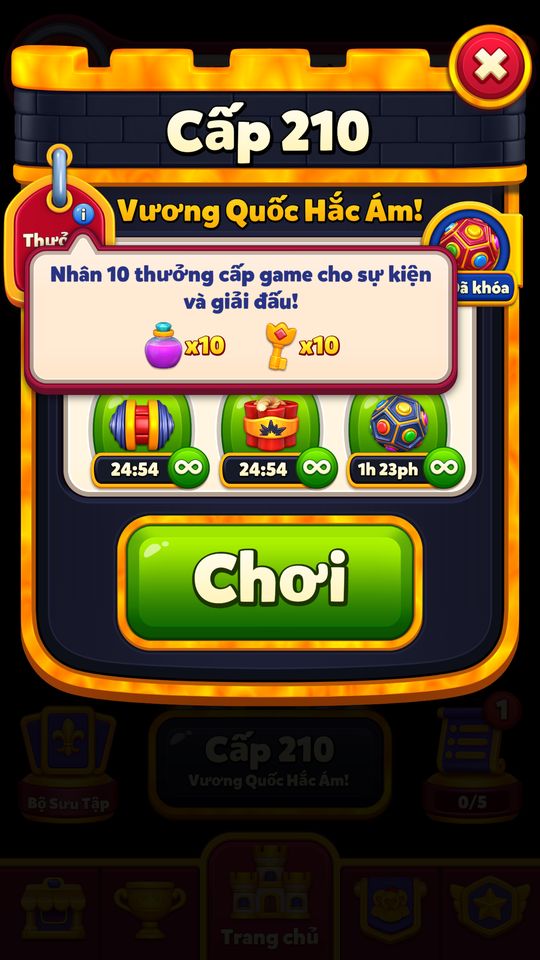 Cấp 210
Vương Quốc Hắc Ám!
i
Đã khóa
Nhân 10 thưởng cấp game cho sự kiện
và giải đấu!
x10
x10
24:54
24:54
1h 23ph
Chơi
1
Cấp 210
Vương Quốc Hắc Ám!
Bộ Sưu Tập
0/5
Trang chủ